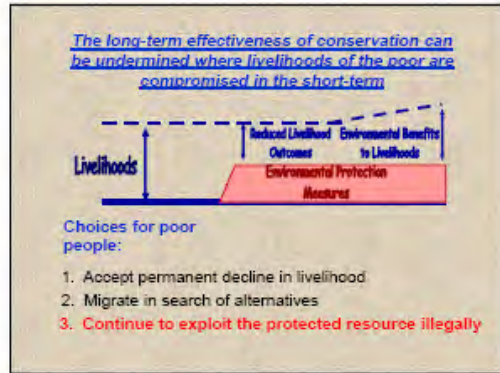 The long-term effectiveness of conservation can
be undermined where livelihoods of the poor are
compromised in the short-term
Reduced Livelihood Environmental Benefits
Outcomes to Livelihoods
Livelihoods
Environmental Protection
Measures
Choices for poor
people:
1. Accept permanent decline in livelihood
2. Migrate in search of alternatives
3. Continue to exploit the protected resource illegally